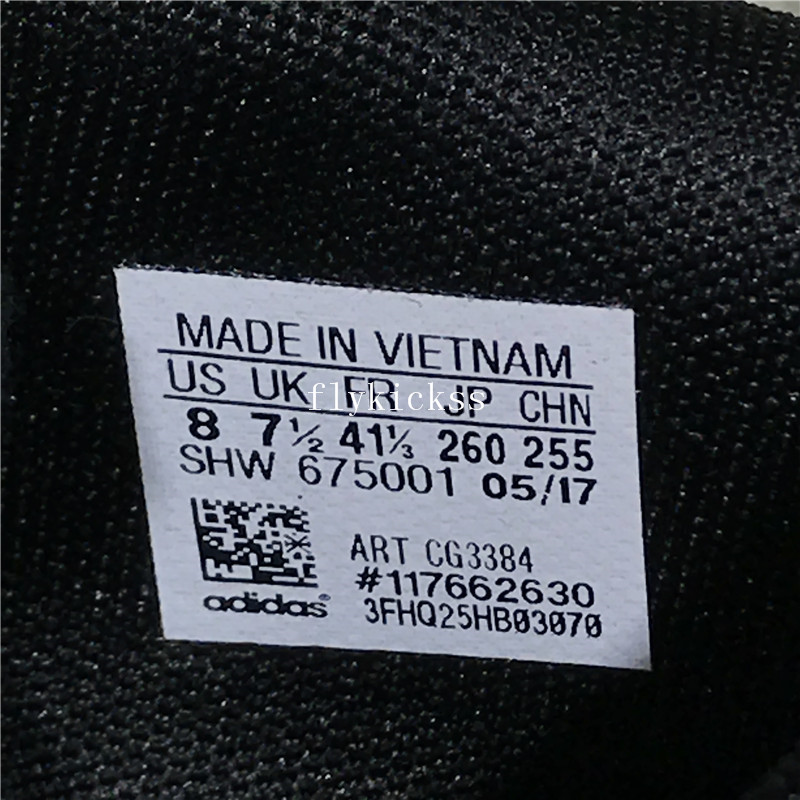 MADE IN VIETNAM
US UK FR JP CHN
8 7½ 41⅓ 260 255
SHW 675001 05/17
ART CG3384
#117662630
adidas® 3FHQ25HB03070
flykickss